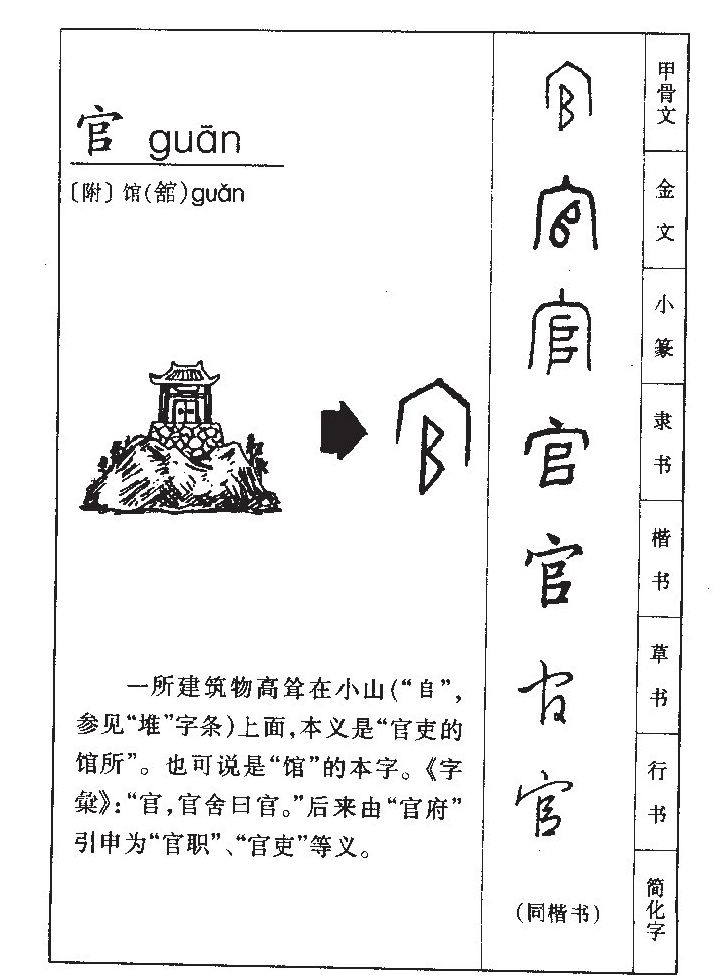 官 guān
〔附〕馆(舘)guǎn
一所建筑物高耸在小山(“𠂤”,
参见“堆”字条)上面,本义是“官吏的
馆所”。也可说是“馆”的本字。《字
彙》:“官,官舍曰官。”后来由“官府”
引申为“官职”、“官吏”等义。
官 甲骨文
官 金文
官 小篆
官 隶书
官 楷书
官 草书
官 行书
(同楷书) 简化字